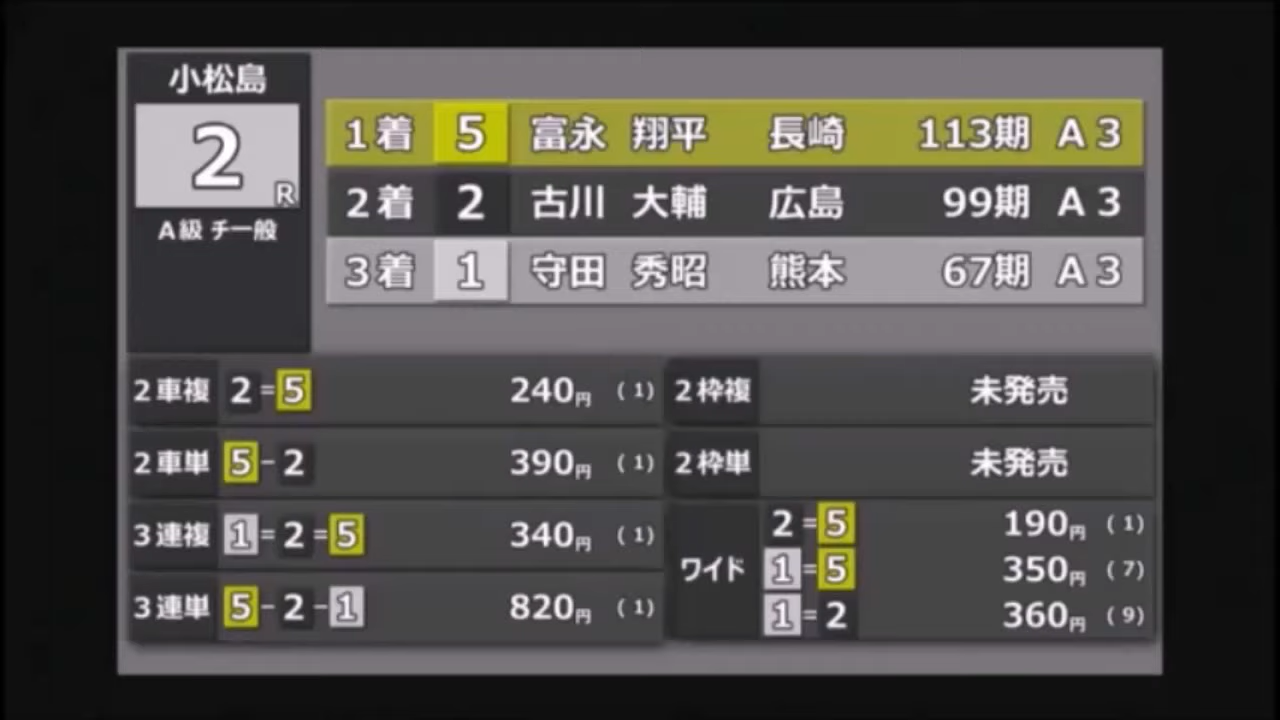 小松島
2R
A級 チ一般
1着 5 富永 翔平 長崎 113期 A3
2着 2 古川 大輔 広島 99期 A3
3着 1 守田 秀昭 熊本 67期 A3
2車複 2=5 240円 (1)
2車単 5-2 390円 (1)
3連複 1=2=5 340円 (1)
3連単 5-2-1 820円 (1)
2枠複 未発売
2枠単 未発売
ワイド
2=5 190円 (1)
1=5 350円 (7)
1=2 360円 (9)